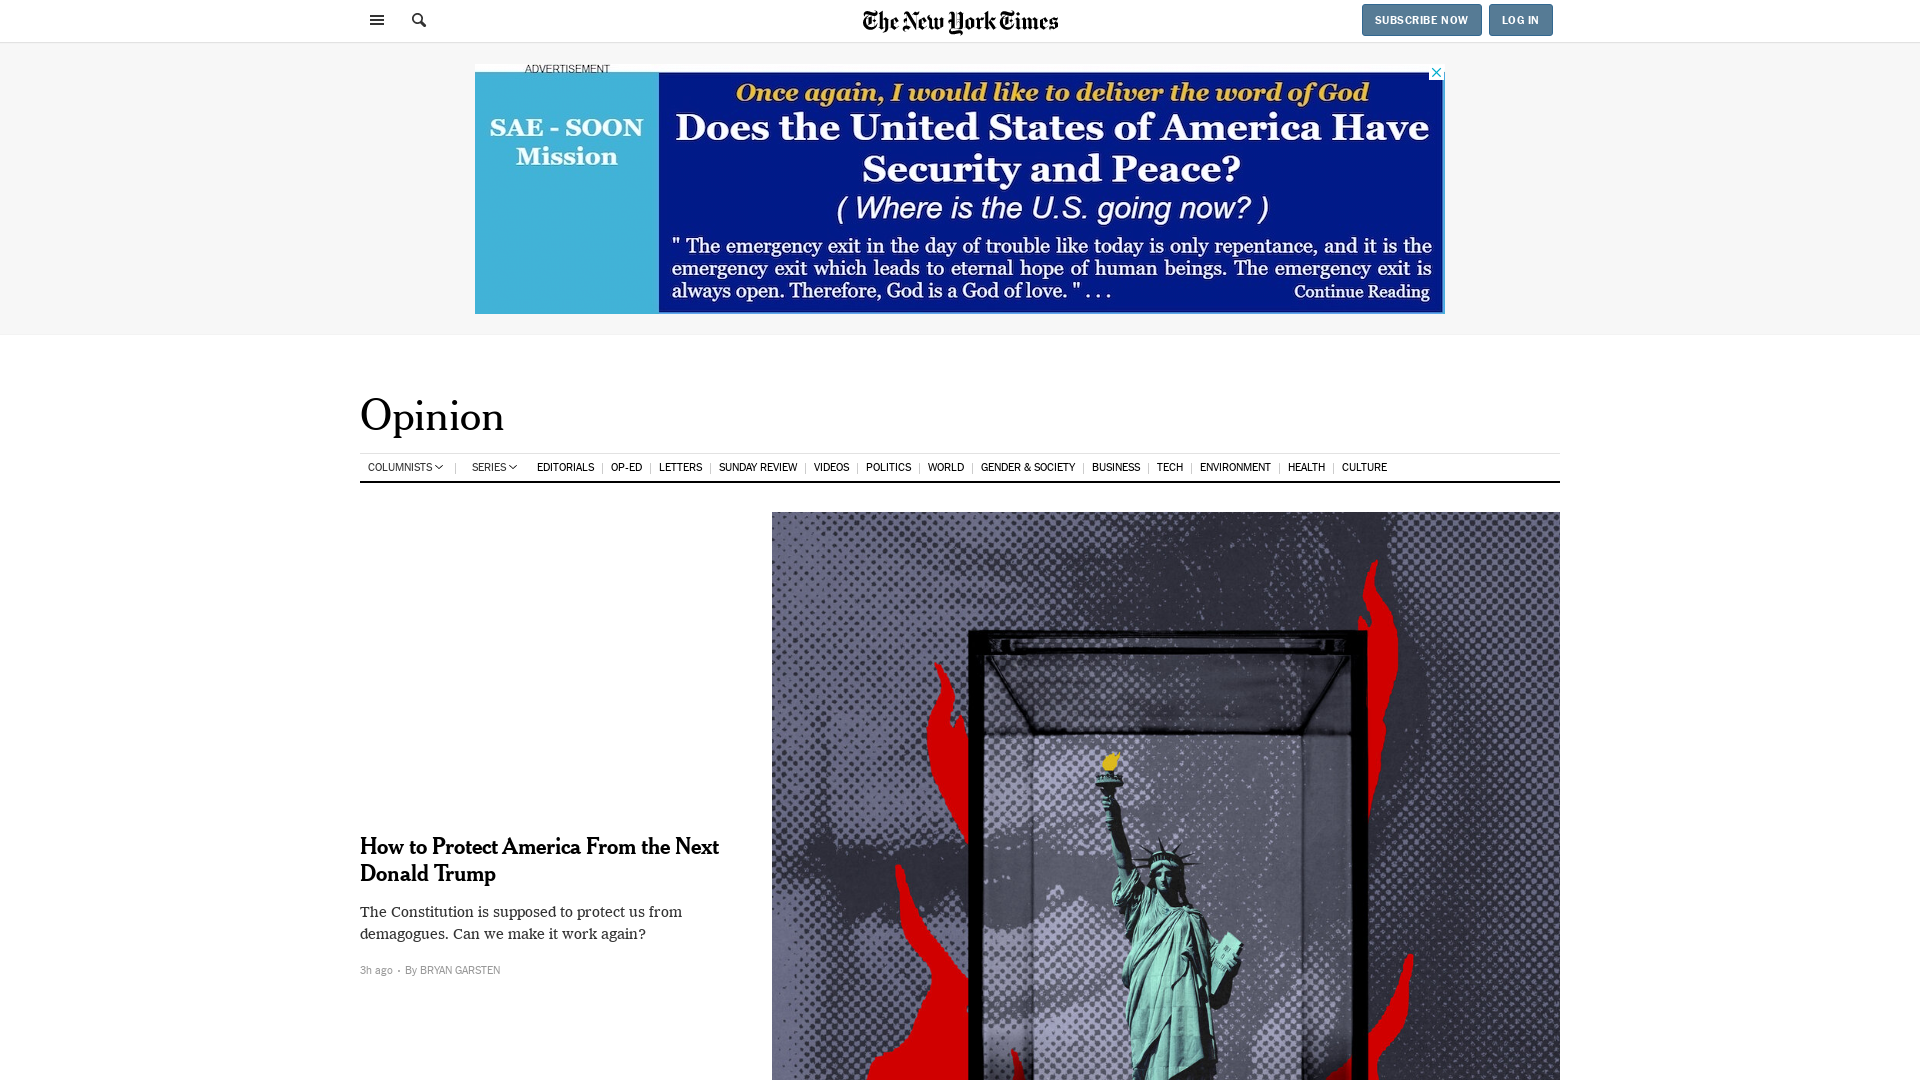 The New York Times
SUBSCRIBE NOW
LOG IN
ADVERTISEMENT
SAE - SOON
Mission
Once again, I would like to deliver the word of God
Does the United States of America Have
Security and Peace?
( Where is the U.S. going now? )
" The emergency exit in the day of trouble like today is only repentance, and it is the
emergency exit which leads to eternal hope of human beings. The emergency exit is
always open. Therefore, God is a God of love. " . . .
Continue Reading
Opinion
COLUMNISTS SERIES EDITORIALS OP-ED LETTERS SUNDAY REVIEW VIDEOS POLITICS WORLD GENDER & SOCIETY BUSINESS TECH ENVIRONMENT HEALTH CULTURE
How to Protect America From the Next
Donald Trump
The Constitution is supposed to protect us from
demagogues. Can we make it work again?
3h ago • By BRYAN GARSTEN